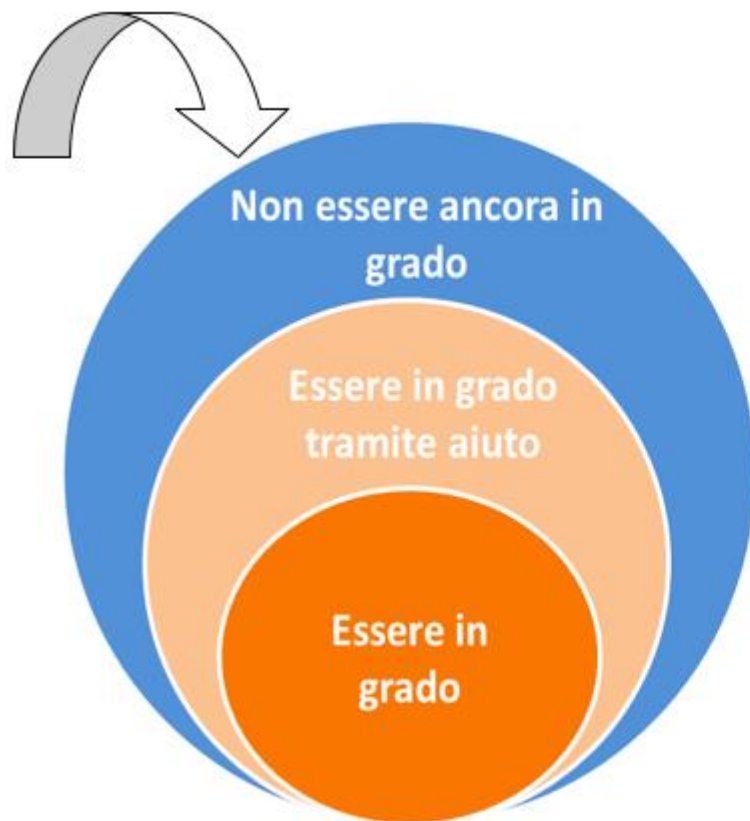 Non essere ancora in
grado
Essere in grado
tramite aiuto
Essere in
grado